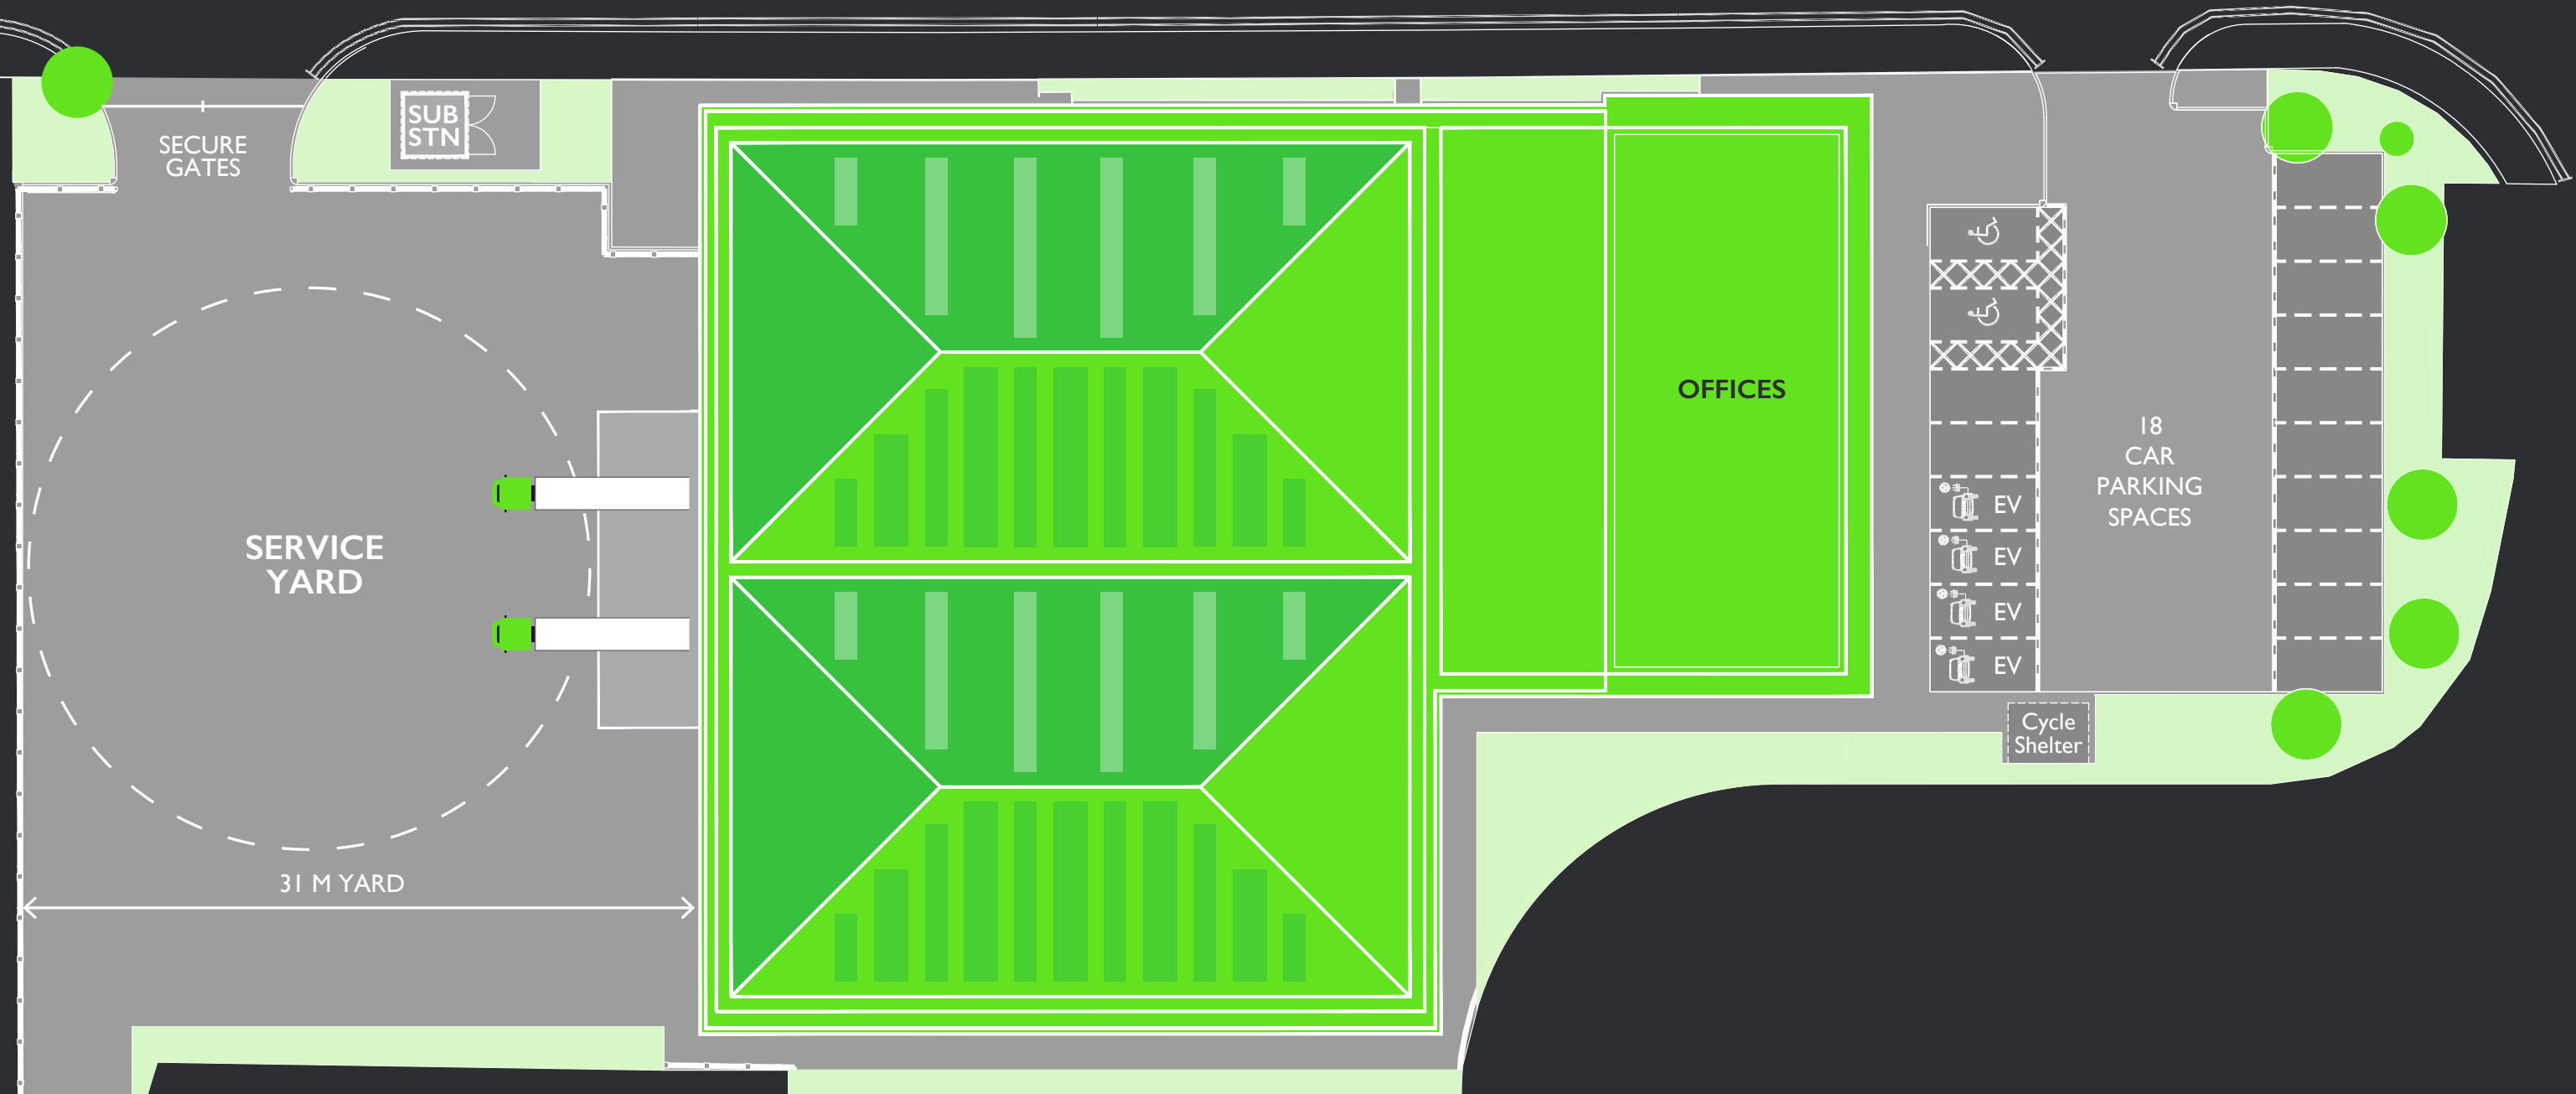 SUB
STN
SECURE
GATES
OFFICES
18
CAR
PARKING
SPACES
EV
EV
EV
EV
SERVICE
YARD
Cycle
Shelter
31 M YARD